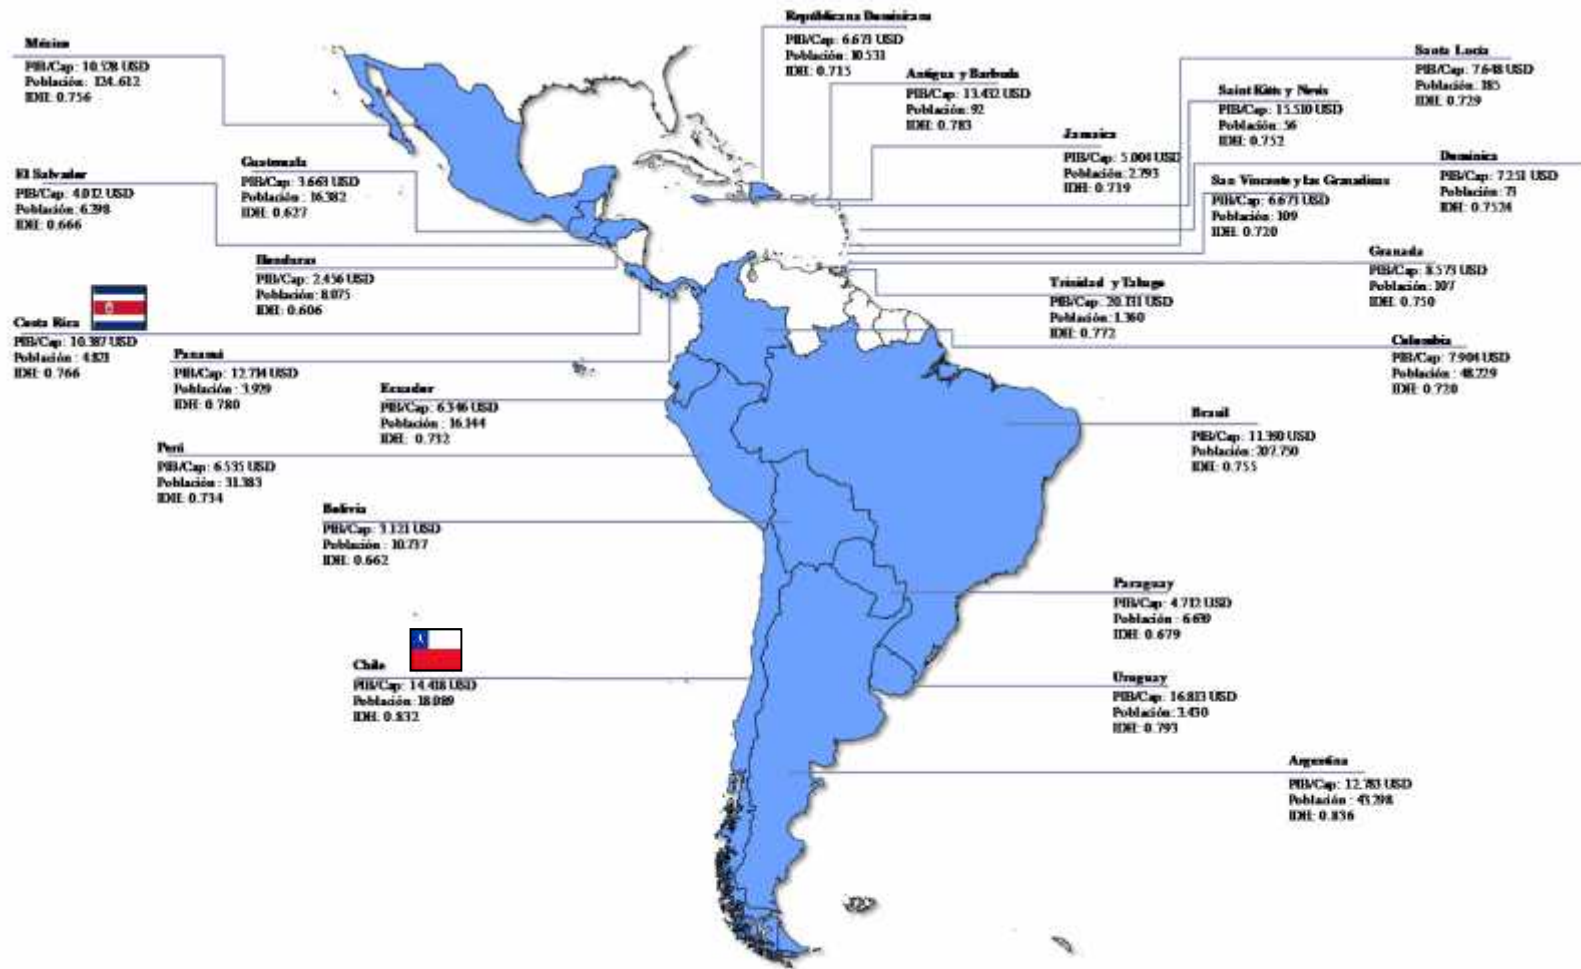 México
PIB/Cap: 10.528 USD
Población: 124.612
IDH: 0.756
Républicana Dominicana
PIB/Cap: 6.673 USD
Población: 10.531
IDH: 0.715
Antigua y Barbuda
PIB/Cap: 13.432 USD
Población: 92
IDH: 0.783
Santa Lucía
PIB/Cap: 7.648 USD
Población: 185
IDH: 0.729
Saint Kitts y Nevis
PIB/Cap: 15.510 USD
Población: 56
IDH: 0.752
Jamaica
PIB/Cap: 5.004 USD
Población: 2.793
IDH: 0.719
Dominica
PIB/Cap: 7.251 USD
Población: 73
IDH: 0.7524
San Vincente y las Granadinas
PIB/Cap: 6.673 USD
Población: 109
IDH: 0.720
Guatemala
PIB/Cap: 3.663 USD
Población: 16.382
IDH: 0.627
El Salvador
PIB/Cap: 4.012 USD
Población: 6.298
IDH: 0.666
Honduras
PIB/Cap: 2.456 USD
Población: 8.075
IDH: 0.606
Granada
PIB/Cap: 8.573 USD
Población: 107
IDH: 0.750
Trinidad y Tabago
PIB/Cap: 20.131 USD
Población: 1.360
IDH: 0.772
Costa Rica
PIB/Cap: 10.387 USD
Población: 4.821
IDH: 0.766
Panamá
PIB/Cap: 12.714 USD
Población: 3.929
IDH: 0.780
Columbia
PIB/Cap: 7.904 USD
Población: 48.229
IDH: 0.720
Ecuador
PIB/Cap: 6.346 USD
Población: 16.144
IDH: 0.732
Brasil
PIB/Cap: USD
Población: 207.750
IDH: 0.755
Perú
PIB/Cap: 6.535 USD
Población: 31.383
IDH: 0.734
Bolivia
PIB/Cap: 3.121 USD
Población: 10.737
IDH: 0.662
Paraguay
PIB/Cap: 4.712 USD
Población: 6.639
IDH: 0.679
Chile
PIB/Cap: 14.418 USD
Población: 18.089
IDH: 0.832
Uruguay
PIB/Cap: 16.813 USD
Población: 3.430
IDH: 0.793
Argentina
PIB/Cap: 12.783 USD
Población: 43.298
IDH: 0.836